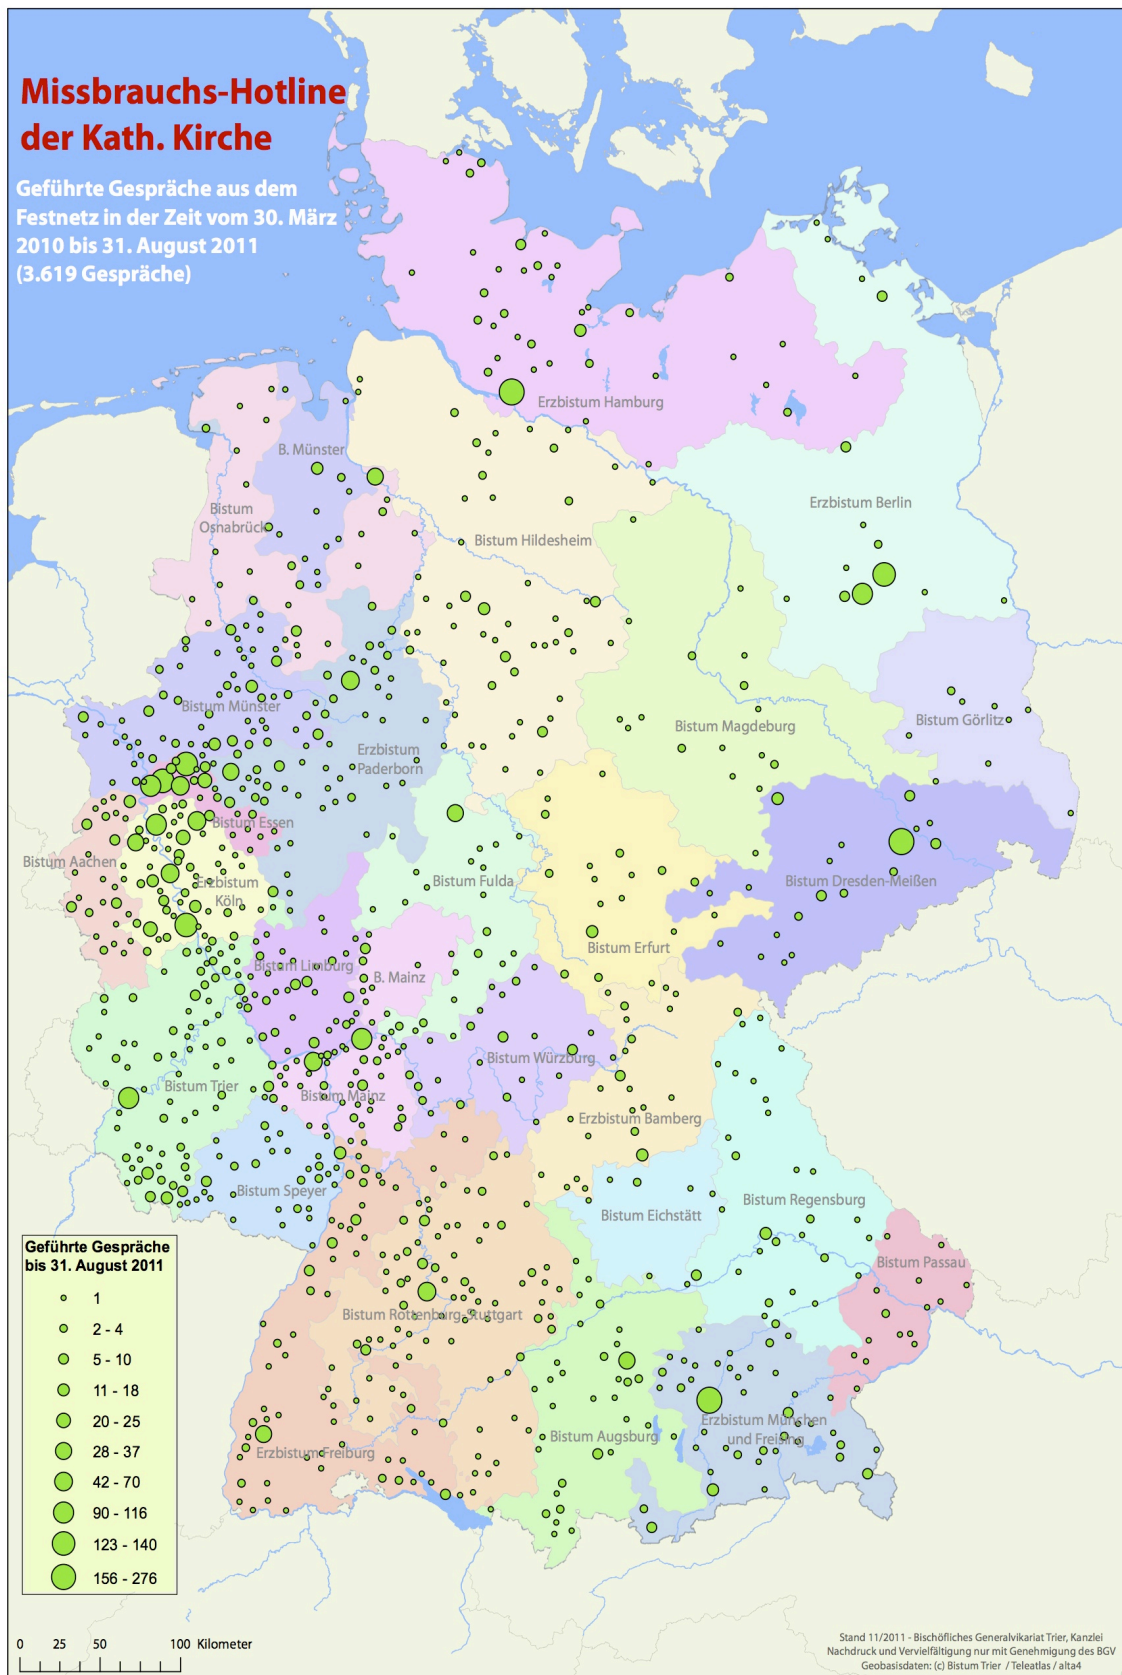 Missbrauchs-Hotline
der Kath. Kirche
Geführte Gespräche aus dem
Festnetz in der Zeit vom 30. März
2010 bis 31. August 2011
(3.619 Gespräche)
Erzbistum Hamburg
B. Münster
Bistum
Osnabrück
Erzbistum Berlin
Bistum Hildesheim
Bistum Münster
Bistum Magdeburg
Bistum Görlitz
Erzbistum
Paderborn
Bistum Essen
Bistum Aachen
Erzbistum
Köln
Bistum Fulda
Bistum Dresden-Meißen
Bistum Erfurt
Bistum Limburg
B. Mainz
Bistum Würzburg
Bistum Trier
Bistum Mainz
Erzbistum Bamberg
Bistum Speyer
Bistum Eichstätt
Bistum Regensburg
Bistum Passau
Bistum Rottenburg-Stuttgart
Erzbistum München
und Freising
Bistum Augsburg
Erzbistum Freiburg
Geführte Gespräche
bis 31. August 2011
1
2 - 4
5 - 10
11 - 18
20 - 25
28 - 37
42 - 70
90 - 116
123 - 140
156 - 276
0 25 50 100 Kilometer
Stand 11/2011 - Bischöfliches Generalvikariat Trier, Kanzlei
Nachdruck und Vervielfältigung nur mit Genehmigung des BGV
Geobasisdaten: (c) Bistum Trier / Teleatlas / alta4